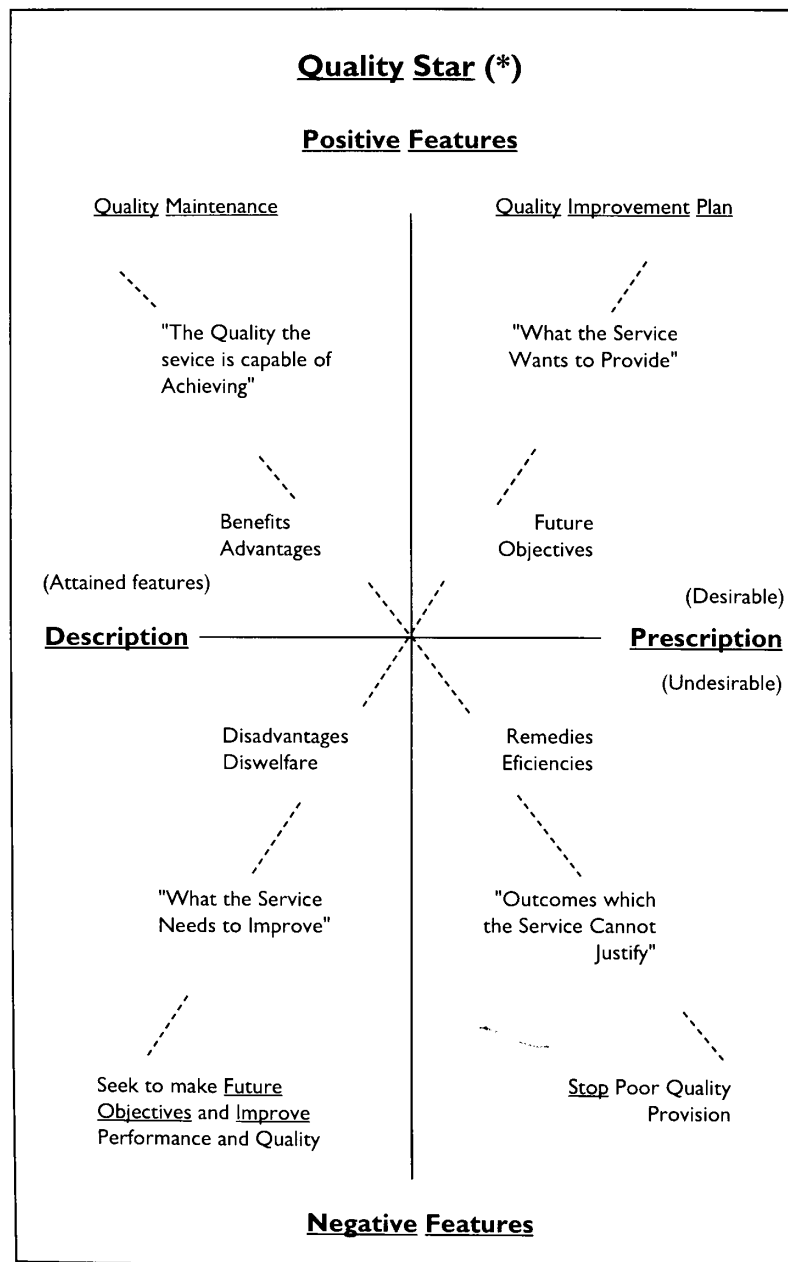 Quality Star (*)
Positive Features
Quality Maintenance
Quality Improvement Plan
"The Quality the
sevice is capable of
Achieving"
"What the Service
Wants to Provide"
Benefits
Advantages
Future
Objectives
(Attained features)
(Desirable)
Description
Prescription
(Undesirable)
Disadvantages
Diswelfare
Remedies
Eficiencies
"What the Service
Needs to Improve"
"Outcomes which
the Service Cannot
Justify"
Seek to make Future
Objectives and Improve
Performance and Quality
Stop Poor Quality
Provision
Negative Features